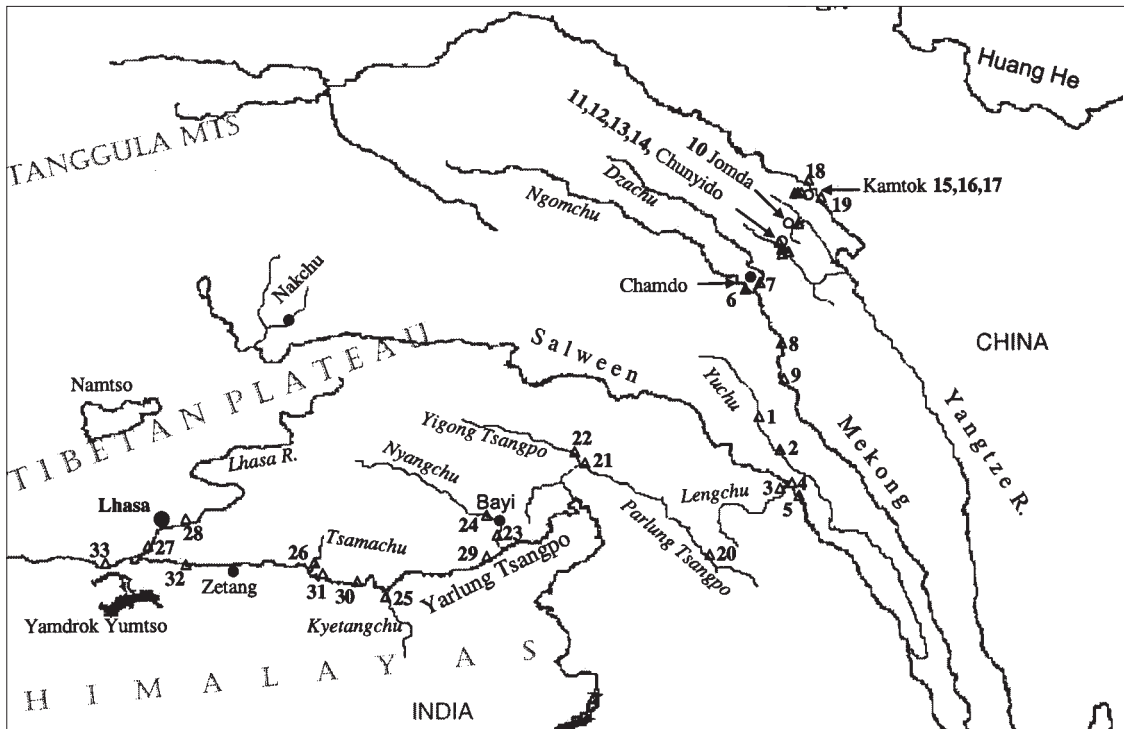 Huang He
TANGGULA MTS
11,12,13,14, Chunyido
10 Jomda
18
Kamtok 15,16,17
19
Dzachu
Ngomchu
Chamdo
6
7
Nakchu
8
CHINA
9
Salween
Namtso
TIBETAN PLATEAU
Yuchu
1
Mekong
Yangtze R.
Yigong Tsangpo
22
21
2
Nyangchu
Lhasa R.
Lengchu
3
4
5
Lhasa
28
Bayi
24
23
Parlung Tsangpo
20
27
Tsamachu
26
29
33
32
Zetang
31
30
25
Yarlung Tsangpo
Yamdrok Yumtso
Kyetangchu
HIMALAYAS
INDIA